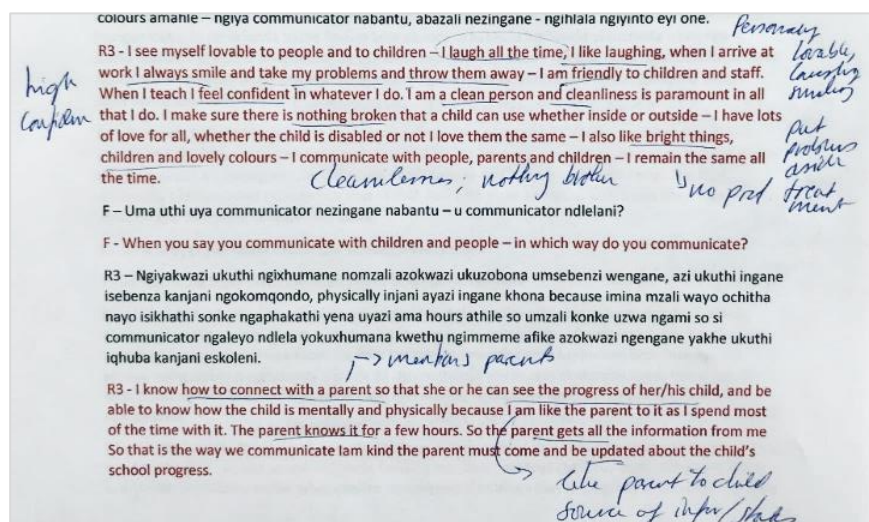 colours amahle – ngiya communicator nabantu, abazali nezingane - ngihlala ngiyinto eyi one.
Personality
R3 - I see myself lovable to people and to children – I laugh all the time, I like laughing, when I arrive at
lovable,
work I always smile and take my problems and throw them away – I am friendly to children and staff.
laughing
high
When I teach I feel confident in whatever I do. I am a clean person and cleanliness is paramount in all
smiling
that I do. I make sure there is nothing broken that a child can use whether inside or outside – I have lots
of love for all, whether the child is disabled or not I love them the same – I also like bright things,
put
problems
aside
children and lovely colours – I communicate with people, parents and children – I remain the same all
the time.
nothing broken
no pref
treat
ment
F – Uma uthi uya communicator nezingane nabantu – u communicator ndlelani?
F - When you say you communicate with children and people – in which way do you communicate?
R3 – Ngiyakwazi ukuthi ngixhumane nomzali azokwazi ukuzobona umsebenzi wengane, azi ukuthi ingane
isebenza kanjani ngokomqondo, physically injani ayazi ingane khona because imina mzali wayo ochitha
nayo isikhathi sonke ngaphakathi yena uyazi ama hours athile so umzali konke uzwa ngami so si
communicator ngaleyo ndlela yokuxhumana kwethu ngimmeme afike azokwazi ngengane yakhe ukuthi
iqhuba kanjani eskoleni.
mentions parents
R3 - I know how to connect with a parent so that she or he can see the progress of her/his child, and be
able to know how the child is mentally and physically because I am like the parent to it as I spend most
of the time with it. The parent knows it for a few hours. So the parent gets all the information from me
So that is the way we communicate Iam kind the parent must come and be updated about the child's
school progress.
like parent to child
source of infor/